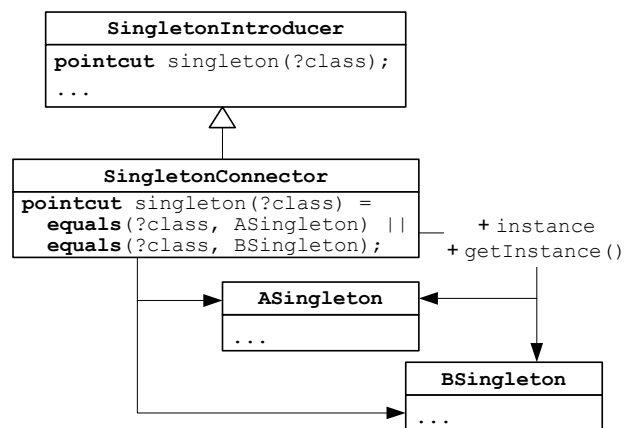 SingletonIntroducer
pointcut singleton(?class);
...
SingletonConnector
pointcut singleton(?class) =
equals(?class, ASingleton) ||
equals(?class, BSingleton);
+ instance
+ getInstance()
ASingleton
...
BSingleton
...